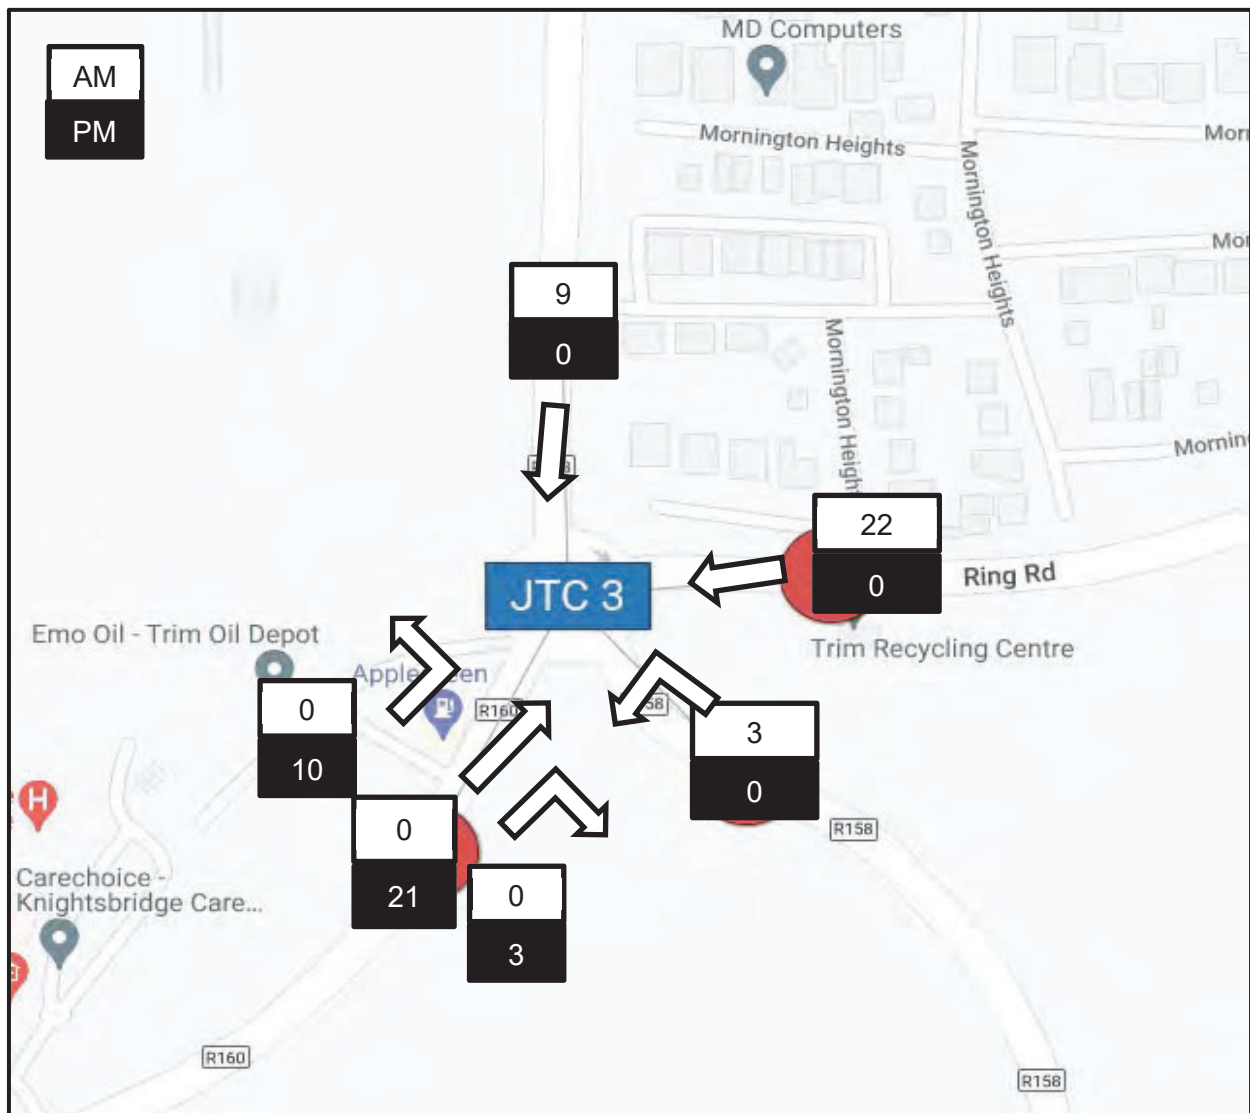 MD Computers
AM
PM
Mornington Heights
Mornington Heights
9
0
Mornington Heights
22
0
JTC 3
Ring Rd
Emo Oil - Trim Oil Depot
Trim Recycling Centre
R160
0
10
3
0
0
21
R158
0
3
H
Carechoice -
Knightsbridge Care...
R160
R158